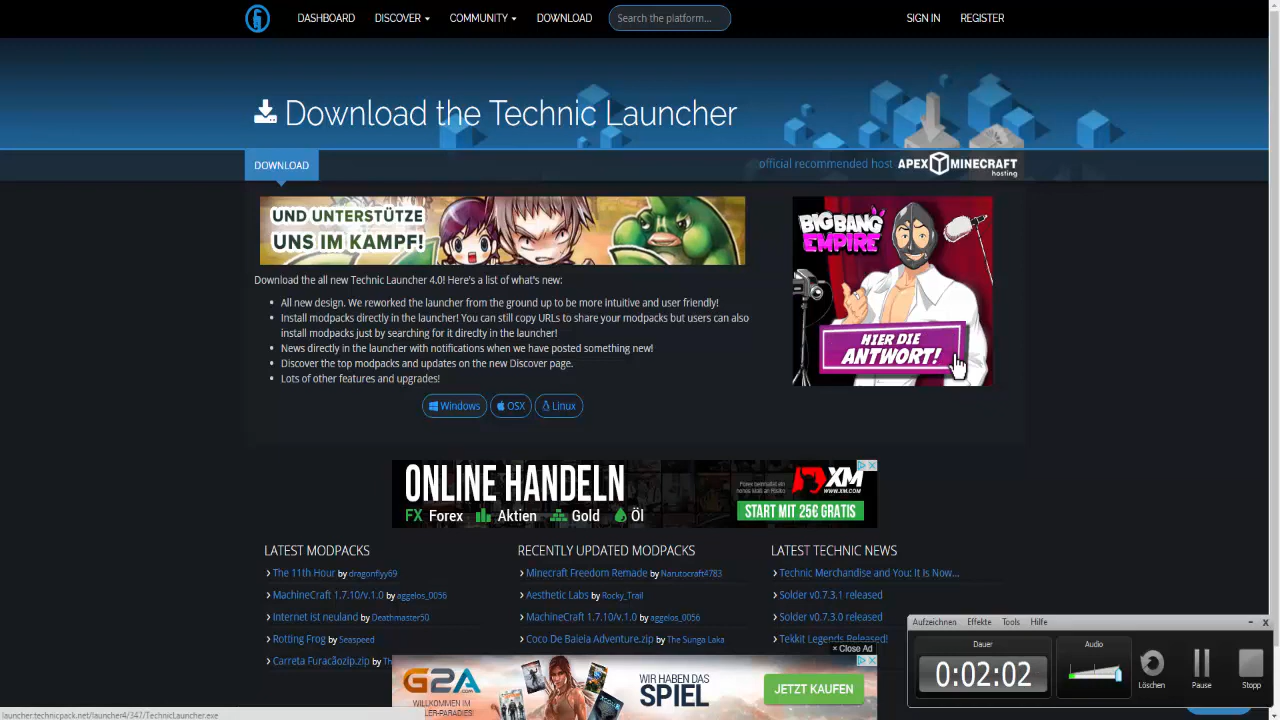 DASHBOARD DISCOVER COMMUNITY DOWNLOAD Search the platform... SIGN IN REGISTER
Download the Technic Launcher
DOWNLOAD
official recommended host APEX MINECRAFT
hosting
UND UNTERSTÜTZE
UNS IM KAMPF!
BIG BANG
EMPIRE
HIER DIE
ANTWORT!
Download the all new Technic Launcher 4.0! Here's a list of what's new:
All new design. We reworked the launcher from the ground up to be more intuitive and user friendly!
Install modpacks directly in the launcher! You can still copy URLs to share your modpacks but users can also
install modpacks just by searching for it direclty in the launcher!
News directly in the launcher with notifications when we have posted something new!
Discover the top modpacks and updates on the new Discover page.
Lots of other features and upgrades!
Windows OSX Linux
ONLINE HANDELN
FX Forex Aktien Gold Öl
XM
WWW.XM.COM
START MIT 25€ GRATIS
LATEST MODPACKS
The 11th Hour by dragonflyy69
MachineCraft 1.7.10/v.1.0 by aggelos_0056
Internet ist neuland by Deathmaster50
Rotting Frog by Seaspeed
Carreta Furacãozip.zip by Th
RECENTLY UPDATED MODPACKS
Minecraft Freedom Remade by Narutocraft4783
Aesthetic Labs by Rocky_Trail
MachineCraft 1.7.10/v.1.0 by aggelos_0056
Coco De Baleia Adventure.zip by The Sunga Laka
LATEST TECHNIC NEWS
Technic Merchandise and You: It Is Now...
Solder v0.7.3.1 released
Solder v0.7.3.0 released
Tekkit Legends Released!
× Close Ad
G2A
WILLKOMMEN IM
LER-PARADIES!
WIR HABEN DAS
SPIEL
JETZT KAUFEN
Aufzeichnen Effekte Tools Hilfe
Dauer
0:02:02
Audio
Löschen Pause Stopp
launcher.technicpack.net/launcher4/347/TechnicLauncher.exe